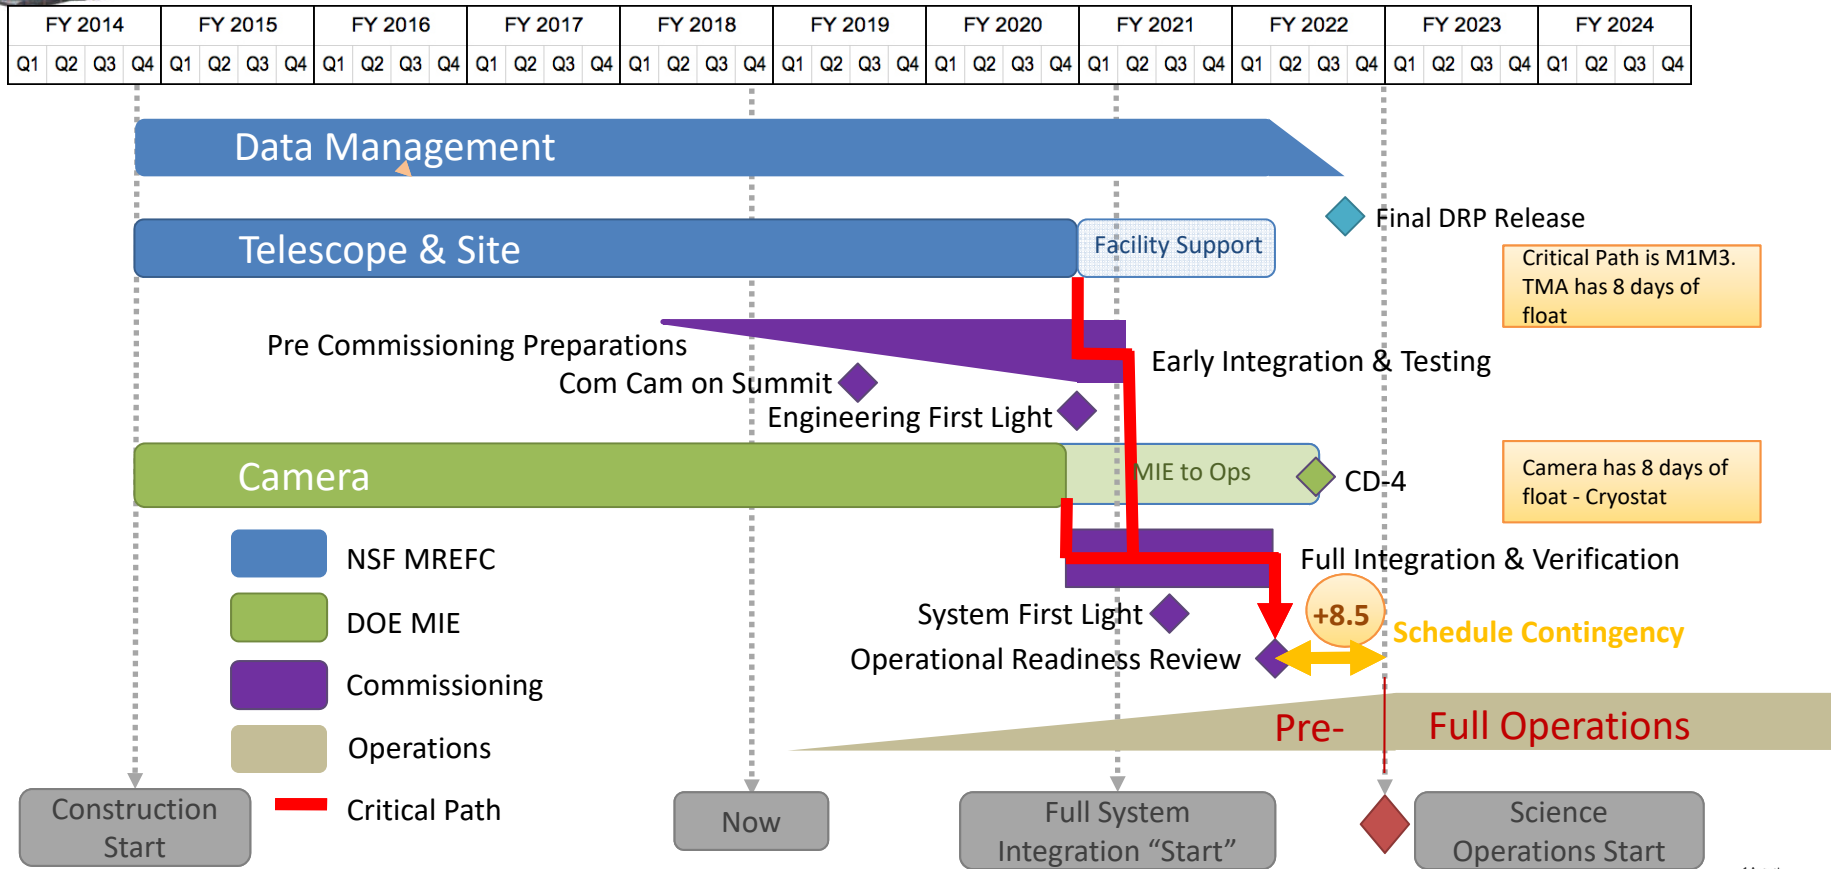 FY 2014 FY 2015 FY 2016 FY 2017 FY 2018 FY 2019 FY 2020 FY 2021 FY 2022 FY 2023 FY 2024
Q1 Q2 Q3 Q4 Q1 Q2 Q3 Q4 Q1 Q2 Q3 Q4 Q1 Q2 Q3 Q4 Q1 Q2 Q3 Q4 Q1 Q2 Q3 Q4 Q1 Q2 Q3 Q4 Q1 Q2 Q3 Q4 Q1 Q2 Q3 Q4 Q1 Q2 Q3 Q4 Q1 Q2 Q3 Q4
Data Management
Final DRP Release
Telescope & Site
Facility Support
Critical Path is M1M3.
TMA has 8 days of
float
Pre Commissioning Preparations
Early Integration & Testing
Com Cam on Summit
Engineering First Light
Camera
MIE to Ops
CD-4
Camera has 8 days of
float - Cryostat
NSF MREFC
Full Integration & Verification
DOE MIE
System First Light
+8.5
Schedule Contingency
Operational Readiness Review
Commissioning
Pre-
Full Operations
Operations
Critical Path
Construction
Start
Now
Full System
Integration “Start”
Science
Operations Start